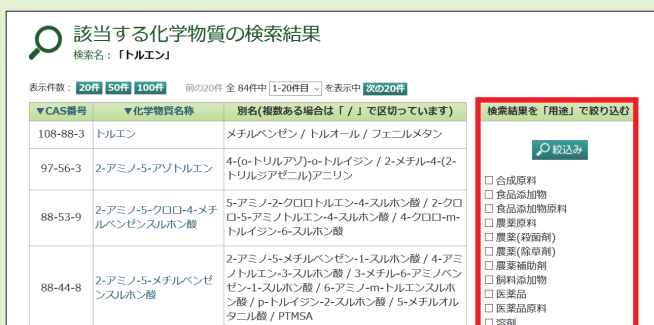 該当する化学物質の検索結果
検索名：「トルエン」
表示件数： 20件 50件 100件 前の20件 全 84件中 1-20件目 を表示中 次の20件
▼CAS番号 ▼化学物質名称 別名(複数ある場合は「 / 」で区切っています)
108-88-3 トルエン メチルベンゼン / トルオール / フェニルメタン
97-56-3 2-アミノ-5-アゾトルエン 4-(o-トリルアゾ)-o-トルイジン / 2-メチル-4-(2-
トリルジアゼニル)アニリン
88-53-9 2-アミノ-5-クロロ-4-メチ
ルベンゼンスルホン酸
5-アミノ-2-クロロトルエン-4-スルホン酸 / 2-クロ
ロ-5-アミノトルエン-4-スルホン酸 / 4-クロロ-m-
トルイジン-6-スルホン酸
88-44-8 2-アミノ-5-メチルベンゼ
ンスルホン酸
2-アミノ-5-メチルベンゼン-1-スルホン酸 / 4-アミ
ノトルエン-3-スルホン酸 / 3-メチル-6-アミノベン
ゼン-1-スルホン酸 / 6-アミノ-m-トルエンスルホ
ン酸 / p-トルイジン-2-スルホン酸 / 5-メチルオル
タニル酸 / PTMSA
検索結果を「用途」で絞り込む
絞込み
合成原料
食品添加物
食品添加物原料
農薬原料
農薬(殺菌剤)
農薬(除草剤)
農薬補助剤
飼料添加物
医薬品
医薬品原料
溶剤